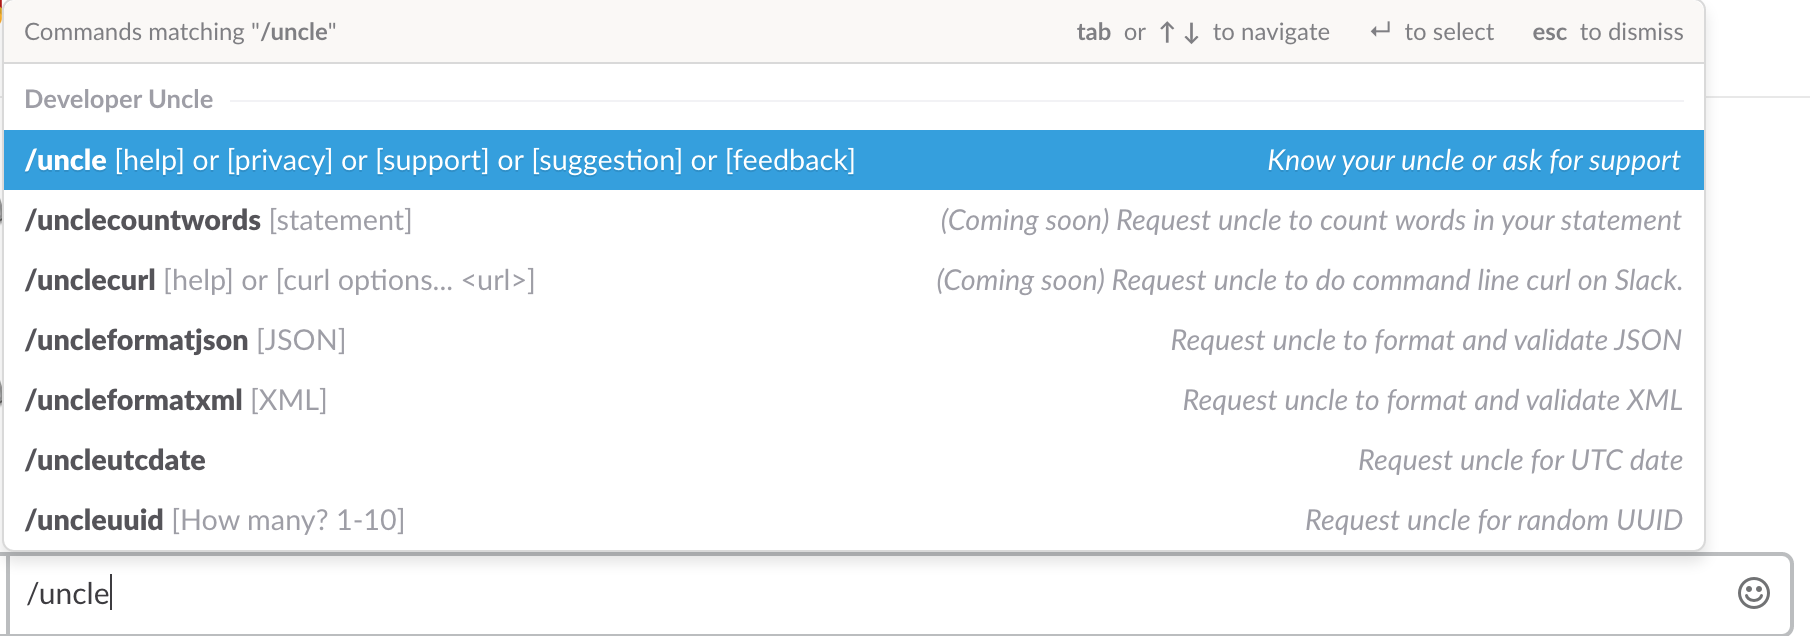 Commands matching "/uncle" tab or ↑ ↓ to navigate ↵ to select esc to dismiss
Developer Uncle
/uncle [help] or [privacy] or [support] or [suggestion] or [feedback] Know your uncle or ask for support
/unclecountwords [statement] (Coming soon) Request uncle to count words in your statement
/unclecurl [help] or [curl options... <url>] (Coming soon) Request uncle to do command line curl on Slack.
/uncleformatjson [JSON] Request uncle to format and validate JSON
/uncleformatxml [XML] Request uncle to format and validate XML
/uncleutcdate Request uncle for UTC date
/uncleuuid [How many? 1-10] Request uncle for random UUID
/uncle